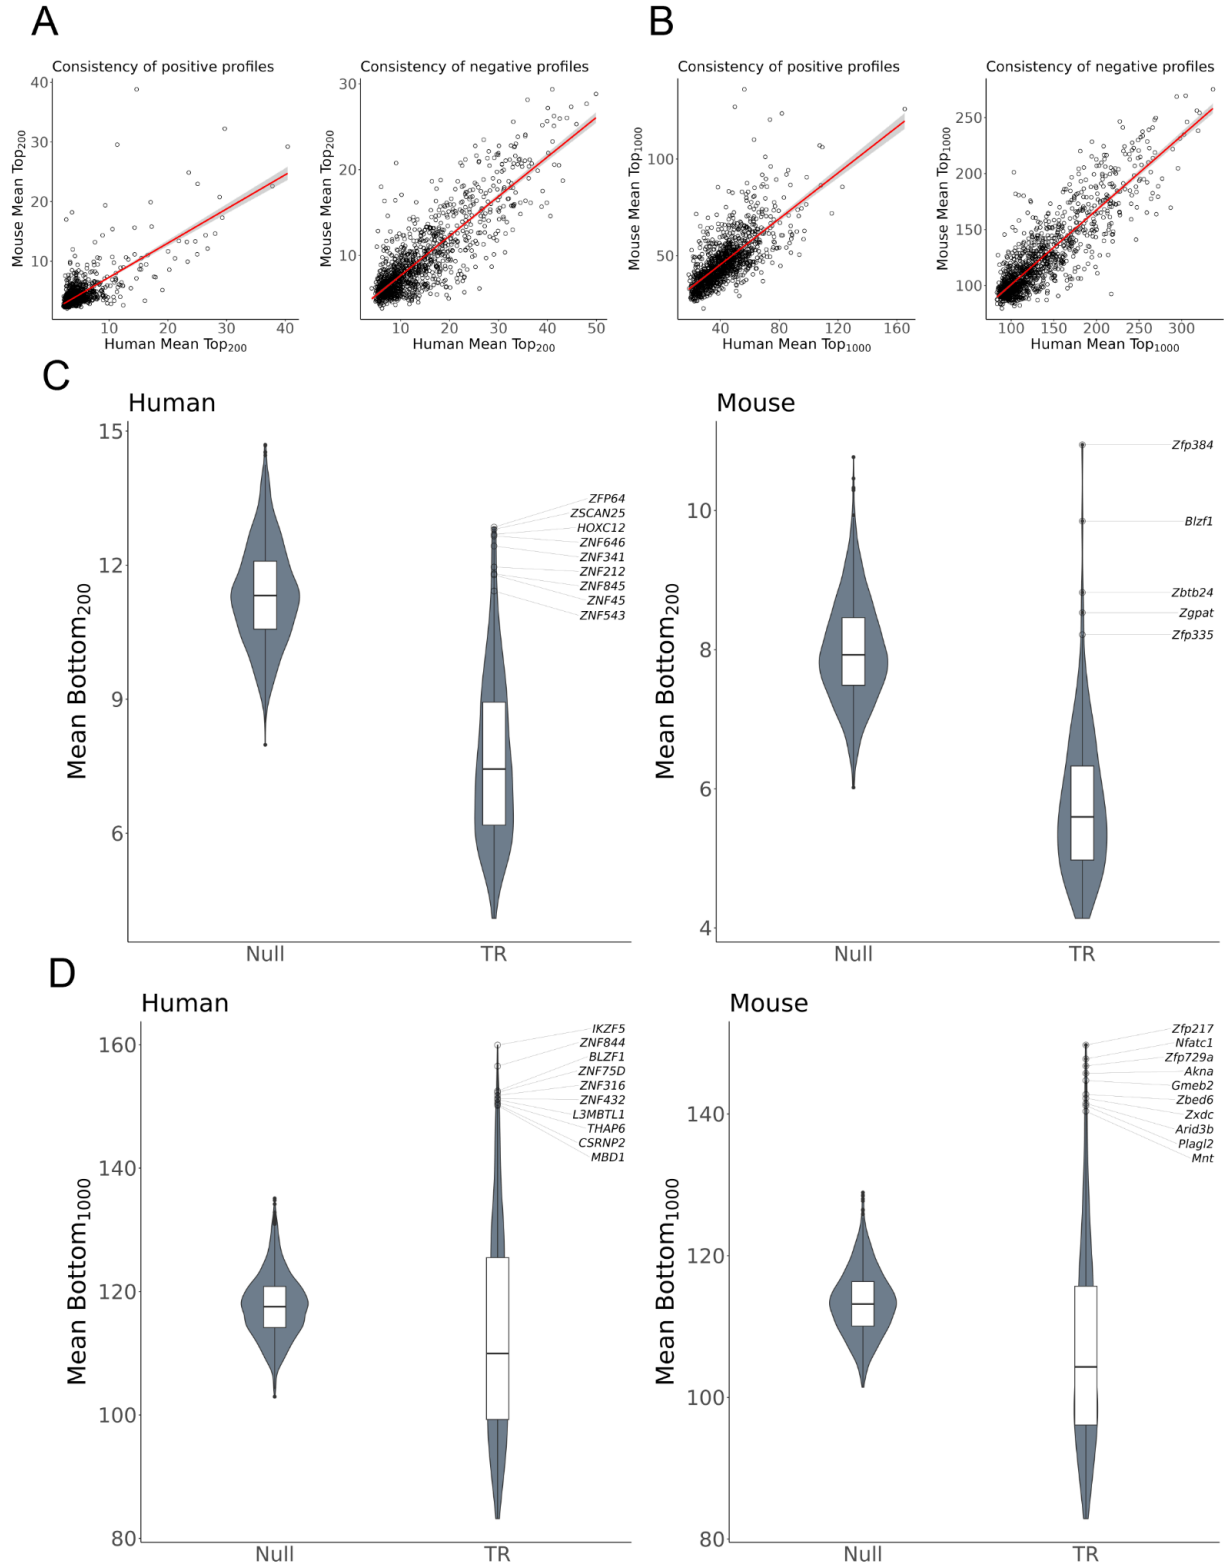 A
B
Consistency of positive profiles
Consistency of negative profiles
Consistency of positive profiles
Consistency of negative profiles
Mouse Mean Top200
40
30
20
10
10
20
30
40
Human Mean Top200
Mouse Mean Top200
30
20
10
10
20
30
40
50
Human Mean Top200
Mouse Mean Top1000
100
50
40
80
120
160
Human Mean Top1000
Mouse Mean Top1000
250
200
150
100
100
150
200
250
300
Human Mean Top1000
C
Human
Mean Bottom200
15
12
9
6
ZFP64
ZSCAN25
HOXC12
ZNF646
ZNF341
ZNF212
ZNF845
ZNF45
ZNF543
Null
TR
Mouse
Mean Bottom200
10
8
6
4
Zfp384
Blzf1
Zbtb24
Zgpat
Zfp335
Null
TR
D
Human
Mean Bottom1000
160
140
120
100
80
IKZF5
ZNF844
BLZF1
ZNF75D
ZNF316
ZNF432
L3MBTL1
THAP6
CSRNP2
MBD1
Null
TR
Mouse
Mean Bottom1000
140
120
100
80
Zfp217
Nfatc1
Zfp729a
Akna
Gmeb2
Zbed6
Zxdc
Arid3b
Plagl2
Mnt
Null
TR